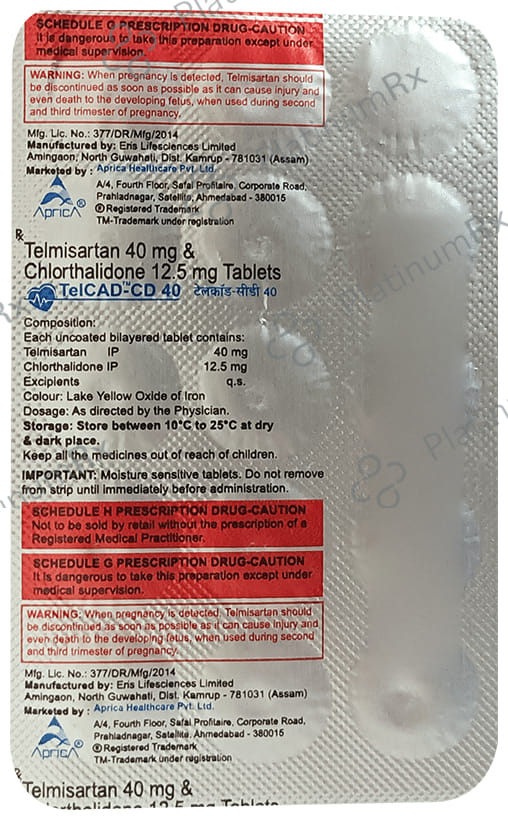 SCHEDULE G PRESCRIPTION DRUG-CAUTION
It is dangerous to take this preparation except under
medical supervision.
WARNING: When pregnancy is detected, Telmisartan should
be discontinued as soon as possible as it can cause injury and
even death to the developing fetus, when used during second
and third trimester of pregnancy.
Mfg. Lic. No.: 377/DR/Mfg/2014
Manufactured by: Eris Lifesciences Limited
Amingaon, North Guwahati, Dist. Kamrup - 781031 (Assam)
Marketed by : Aprica Healthcare Pvt. Ltd.
A/4, Fourth Floor, Safal Profitaire, Corporate Road,
Prahladnagar, Satellite, Ahmedabad - 380015
® Registered Trademark
TM-Trademark under registration
APRICA®
Rx
Telmisartan 40 mg &
Chlorthalidone 12.5 mg Tablets
TelCAD™-CD 40 टेलकॉड-सीडी 40
Composition:
Each uncoated bilayered tablet contains:
Telmisartan IP 40 mg
Chlorthalidone IP 12.5 mg
Excipients q.s.
Colour: Lake Yellow Oxide of Iron
Dosage: As directed by the Physician.
Storage: Store between 10°C to 25°C at dry
& dark place.
Keep all the medicines out of reach of children.
IMPORTANT: Moisture sensitive tablets. Do not remove
from strip until immediately before administration.
SCHEDULE H PRESCRIPTION DRUG-CAUTION
Not to be sold by retail without the prescription of a
Registered Medical Practitioner.
SCHEDULE G PRESCRIPTION DRUG-CAUTION
It is dangerous to take this preparation except under
medical supervision.
WARNING: When pregnancy is detected, Telmisartan should
be discontinued as soon as possible as it can cause injury and
even death to the developing fetus, when used during second
and third trimester of pregnancy.
Mfg. Lic. No.: 377/DR/Mfg/2014
Manufactured by: Eris Lifesciences Limited
Amingaon, North Guwahati, Dist. Kamrup - 781031 (Assam)
Marketed by : Aprica Healthcare Pvt. Ltd.
A/4, Fourth Floor, Safal Profitaire, Corporate Road,
Prahladnagar, Satellite, Ahmedabad - 380015
® Registered Trademark
TM-Trademark under registration
APRICA®
Rx
Telmisartan 40 mg &
12.5 mg Tablets
PlatinumRx